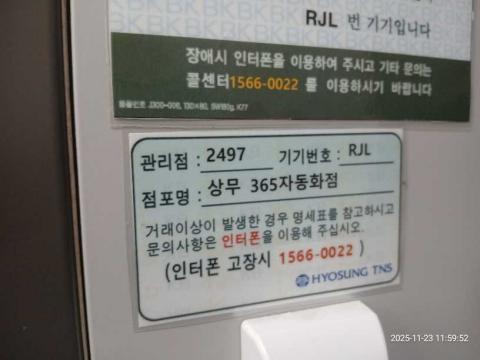 RJL 번 기기입니다
장애시 인터폰을 이용하여 주시고 기타 문의는
콜센터1566-0022 를 이용하시기 바랍니다
관리점 : 2497 기기번호 : RJL
점포명 : 상무 365자동화점
거래이상이 발생한 경우 명세표를 참고하시고
문의사항은 인터폰을 이용해 주십시오.
(인터폰 고장시 1566-0022 )
HYOSUNG TNS
2025-11-23 11:59:52